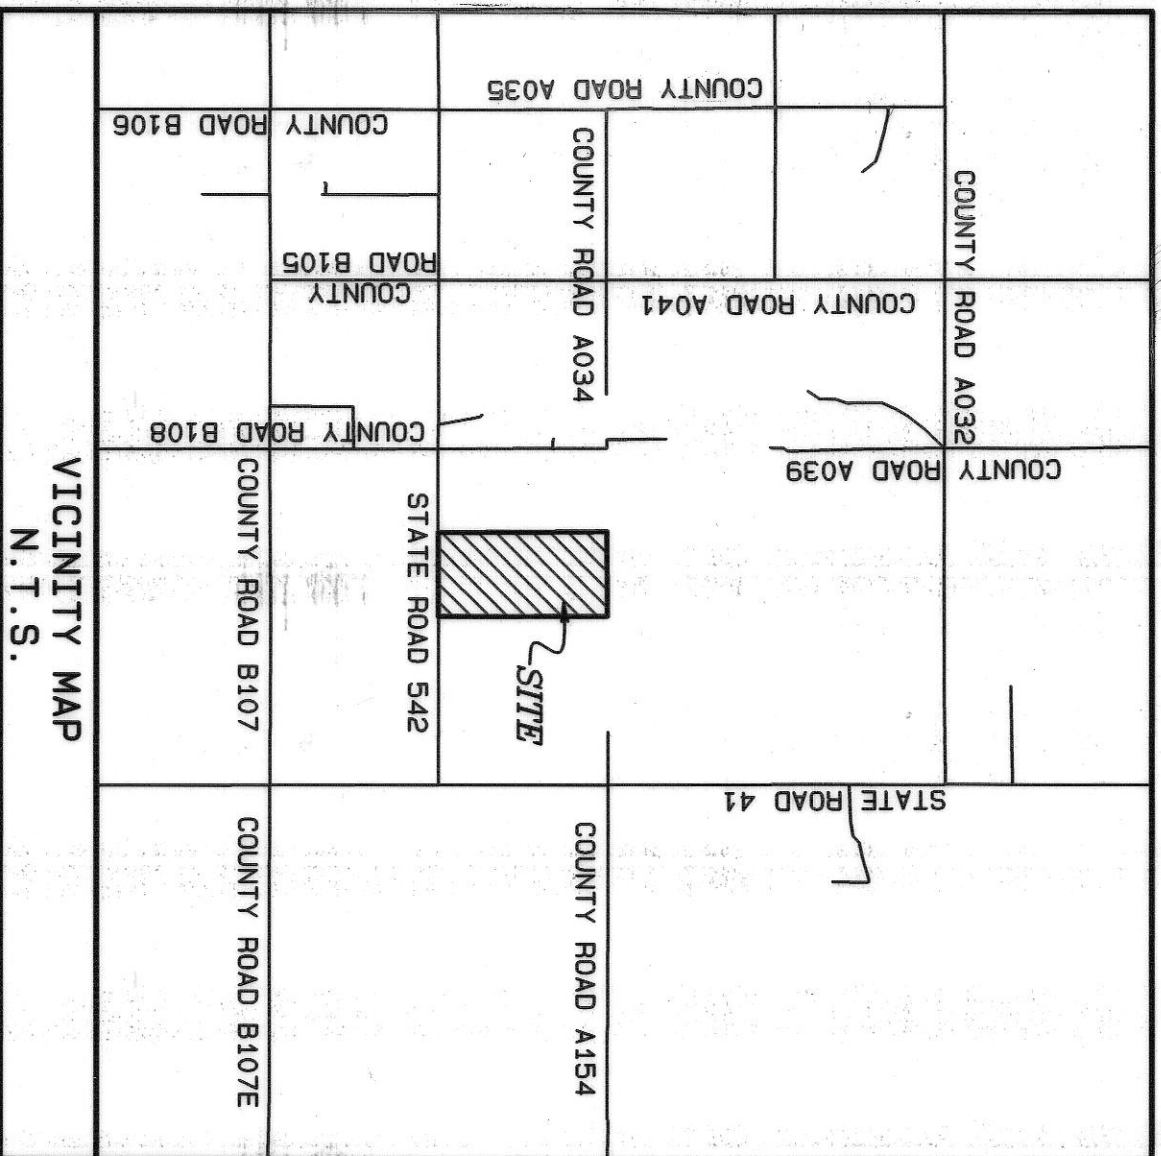 COUNTY ROAD A032
COUNTY ROAD A034
COUNTY ROAD A154
STATE ROAD 542
COUNTY ROAD B107
COUNTY ROAD B107E
COUNTY ROAD A035
COUNTY ROAD B106
COUNTY
ROAD B105
COUNTY ROAD A041
COUNTY ROAD B108
COUNTY ROAD A039
STATE ROAD 41
SITE
VICINITY MAP
N.T.S.